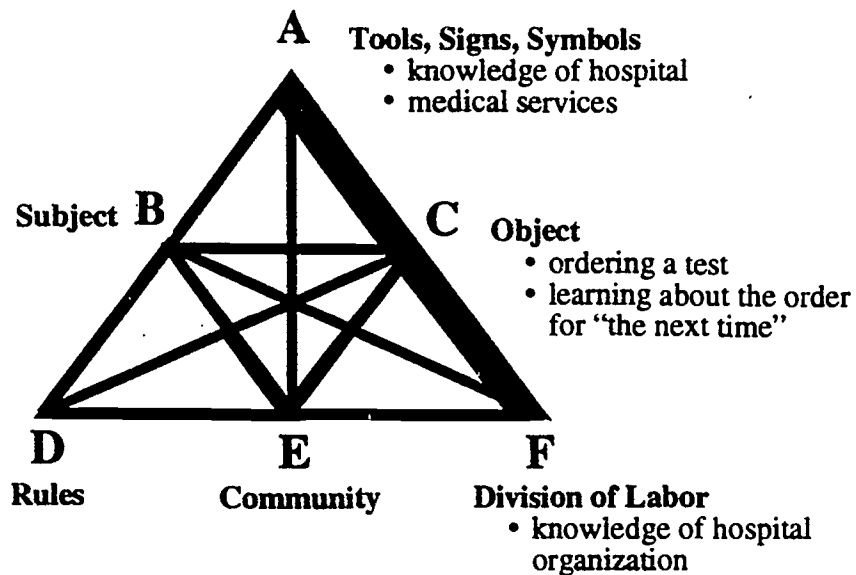 A
Tools, Signs, Symbols
• knowledge of hospital
• medical services
Subject B
C
Object
• ordering a test
• learning about the order
for “the next time”
D
E
F
Rules
Community
Division of Labor
• knowledge of hospital
organization